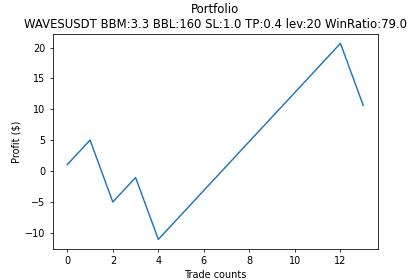 Portfolio
WAVESUSDT BBM:3.3 BBL:160 SL:1.0 TP:0.4 lev:20 WinRatio:79.0
20
15
10
5
0
−5
−10
Profit ($)
0 2 4 6 8 10 12
Trade counts